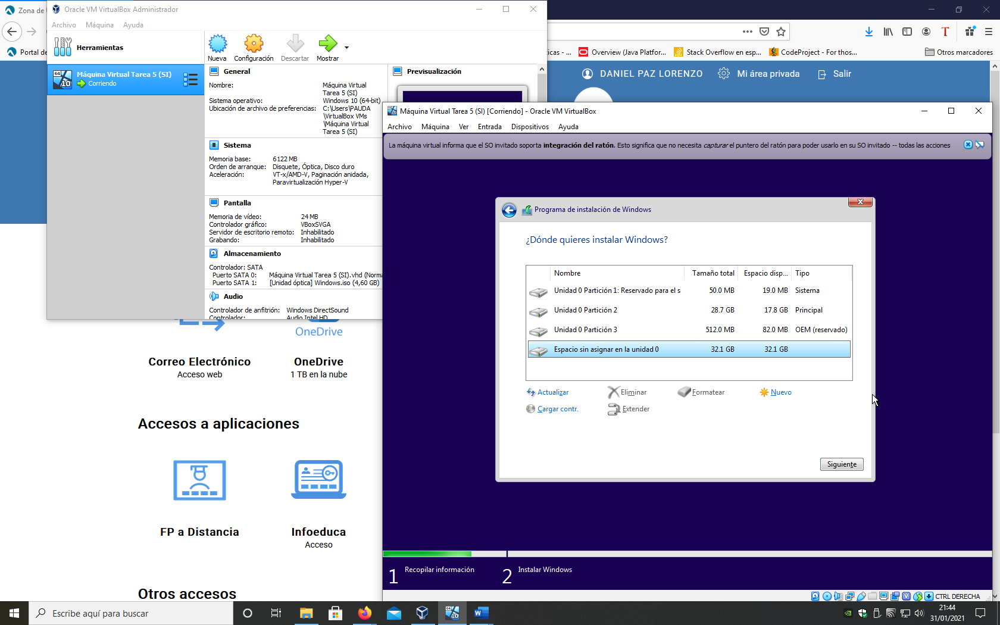 Zona de
Oracle VM VirtualBox Administrador
Archivo Máquina Ayuda
Herramientas
Nueva Configuración Descartar Mostrar
Portal de
icas - ... Overview (Java Platfor... Stack Overflow en esp... CodeProject - For thos... Otros marcadores
DANIEL PAZ LORENZO Mi área privada Salir
64
10
Máquina Virtual Tarea 5 (SI)
Corriendo
General
Nombre: Máquina Virtual
Tarea 5 (SI)
Sistema operativo: Windows 10 (64-bit)
Ubicación de archivo de preferencias: C:\Users\PAUDA
\VirtualBox VMs
\Máquina Virtual
Tarea 5 (SI)
Sistema
Memoria base: 6122 MB
Orden de arranque: Disquete, Óptica, Disco duro
Aceleración: VT-x/AMD-V, Paginación anidada,
Paravirtualización Hyper-V
Pantalla
Memoria de vídeo: 24 MB
Controlador gráfico: VBoxSVGA
Servidor de escritorio remoto: Inhabilitado
Grabando: Inhabilitado
Almacenamiento
Controlador: SATA
Puerto SATA 0: Máquina Virtual Tarea 5 (SI).vhd (Norma
Puerto SATA 1: [Unidad óptica] Windows.iso (4,60 GB)
Audio
Controlador de anfitrión: Windows DirectSound
Controlador: Audio Intel HD
Previsualización
Máquina Virtual Tarea 5 (SI) [Corriendo] - Oracle VM VirtualBox
Archivo Máquina Ver Entrada Dispositivos Ayuda
La máquina virtual informa que el SO invitado soporta integración del ratón. Esto significa que no necesita capturar el puntero del ratón para poder usarlo en su SO invitado -- todas las acciones
Programa de instalación de Windows
¿Dónde quieres instalar Windows?
Nombre Tamaño total Espacio disp... Tipo
Unidad 0 Partición 1: Reservado para el s 50.0 MB 19.0 MB Sistema
Unidad 0 Partición 2 28.7 GB 17.8 GB Principal
Unidad 0 Partición 3 512.0 MB 82.0 MB OEM (reservado)
Espacio sin asignar en la unidad 0 32.1 GB 32.1 GB
Actualizar Eliminar Formatear Nuevo
Cargar contr. Extender
Siguiente
1 Recopilar información 2 Instalar Windows
CTRL DERECHA
OneDrive
Correo Electrónico OneDrive
Acceso web 1 TB en la nube
Accesos a aplicaciones
FP a Distancia Infoeduca
Acceso
Otros accesos
Escribe aquí para buscar
21:44
31/01/2021